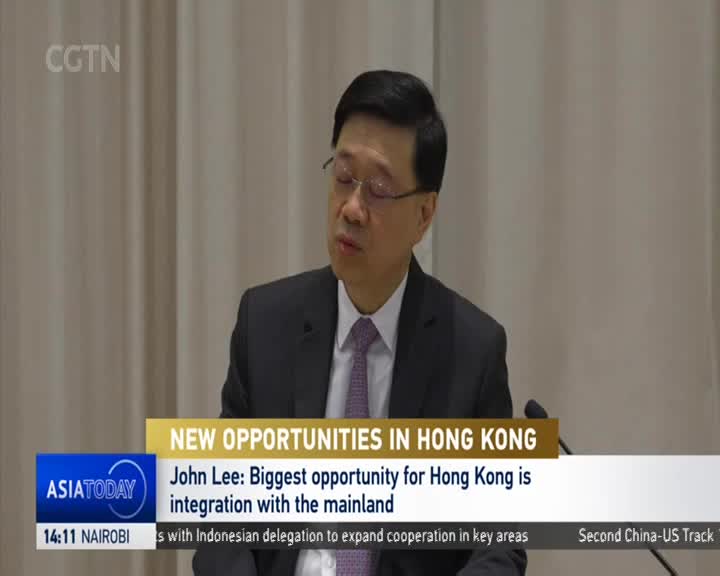 CGTN
NEW OPPORTUNITIES IN HONG KONG
John Lee: Biggest opportunity for Hong Kong is
integration with the mainland
ASIATODAY
14:11 NAIROBI
with Indonesian delegation to expand cooperation in key areas Second China-US Track